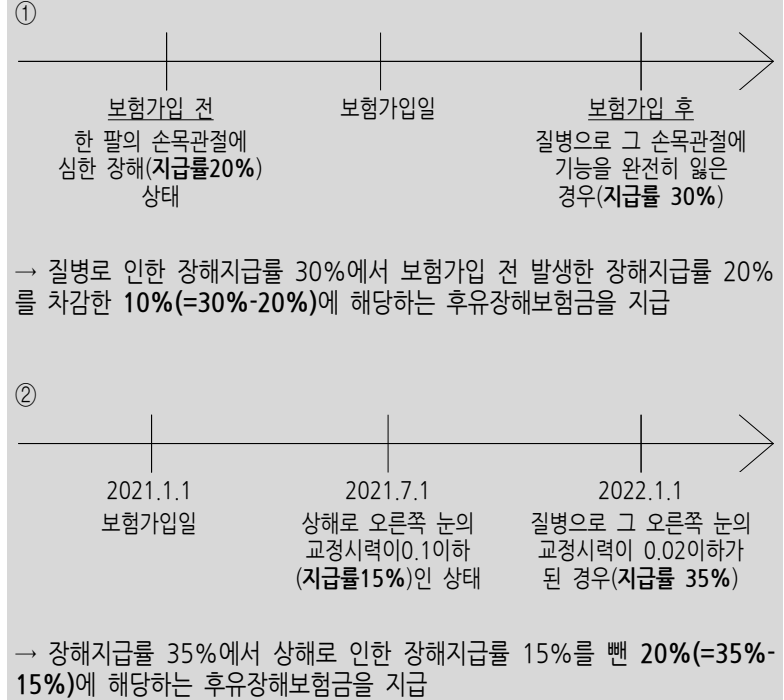 ①
보험가입 전 보험가입일 보험가입 후
한 팔의 손목관절에 질병으로 그 손목관절에
심한 장해(지급률20%) 기능을 완전히 잃은
상태 경우(지급률 30%)
→ 질병로 인한 장해지급률 30%에서 보험가입 전 발생한 장해지급률 20%
를 차감한 10%(=30%-20%)에 해당하는 후유장해보험금을 지급
②
2021.1.1 2021.7.1 2022.1.1
보험가입일 상해로 오른쪽 눈의 질병으로 그 오른쪽 눈의
교정시력이0.1이하 교정시력이 0.02이하가
(지급률15%)인 상태 된 경우(지급률 35%)
→ 장해지급률 35%에서 상해로 인한 장해지급률 15%를 뺀 20%(=35%-
15%)에 해당하는 후유장해보험금을 지급